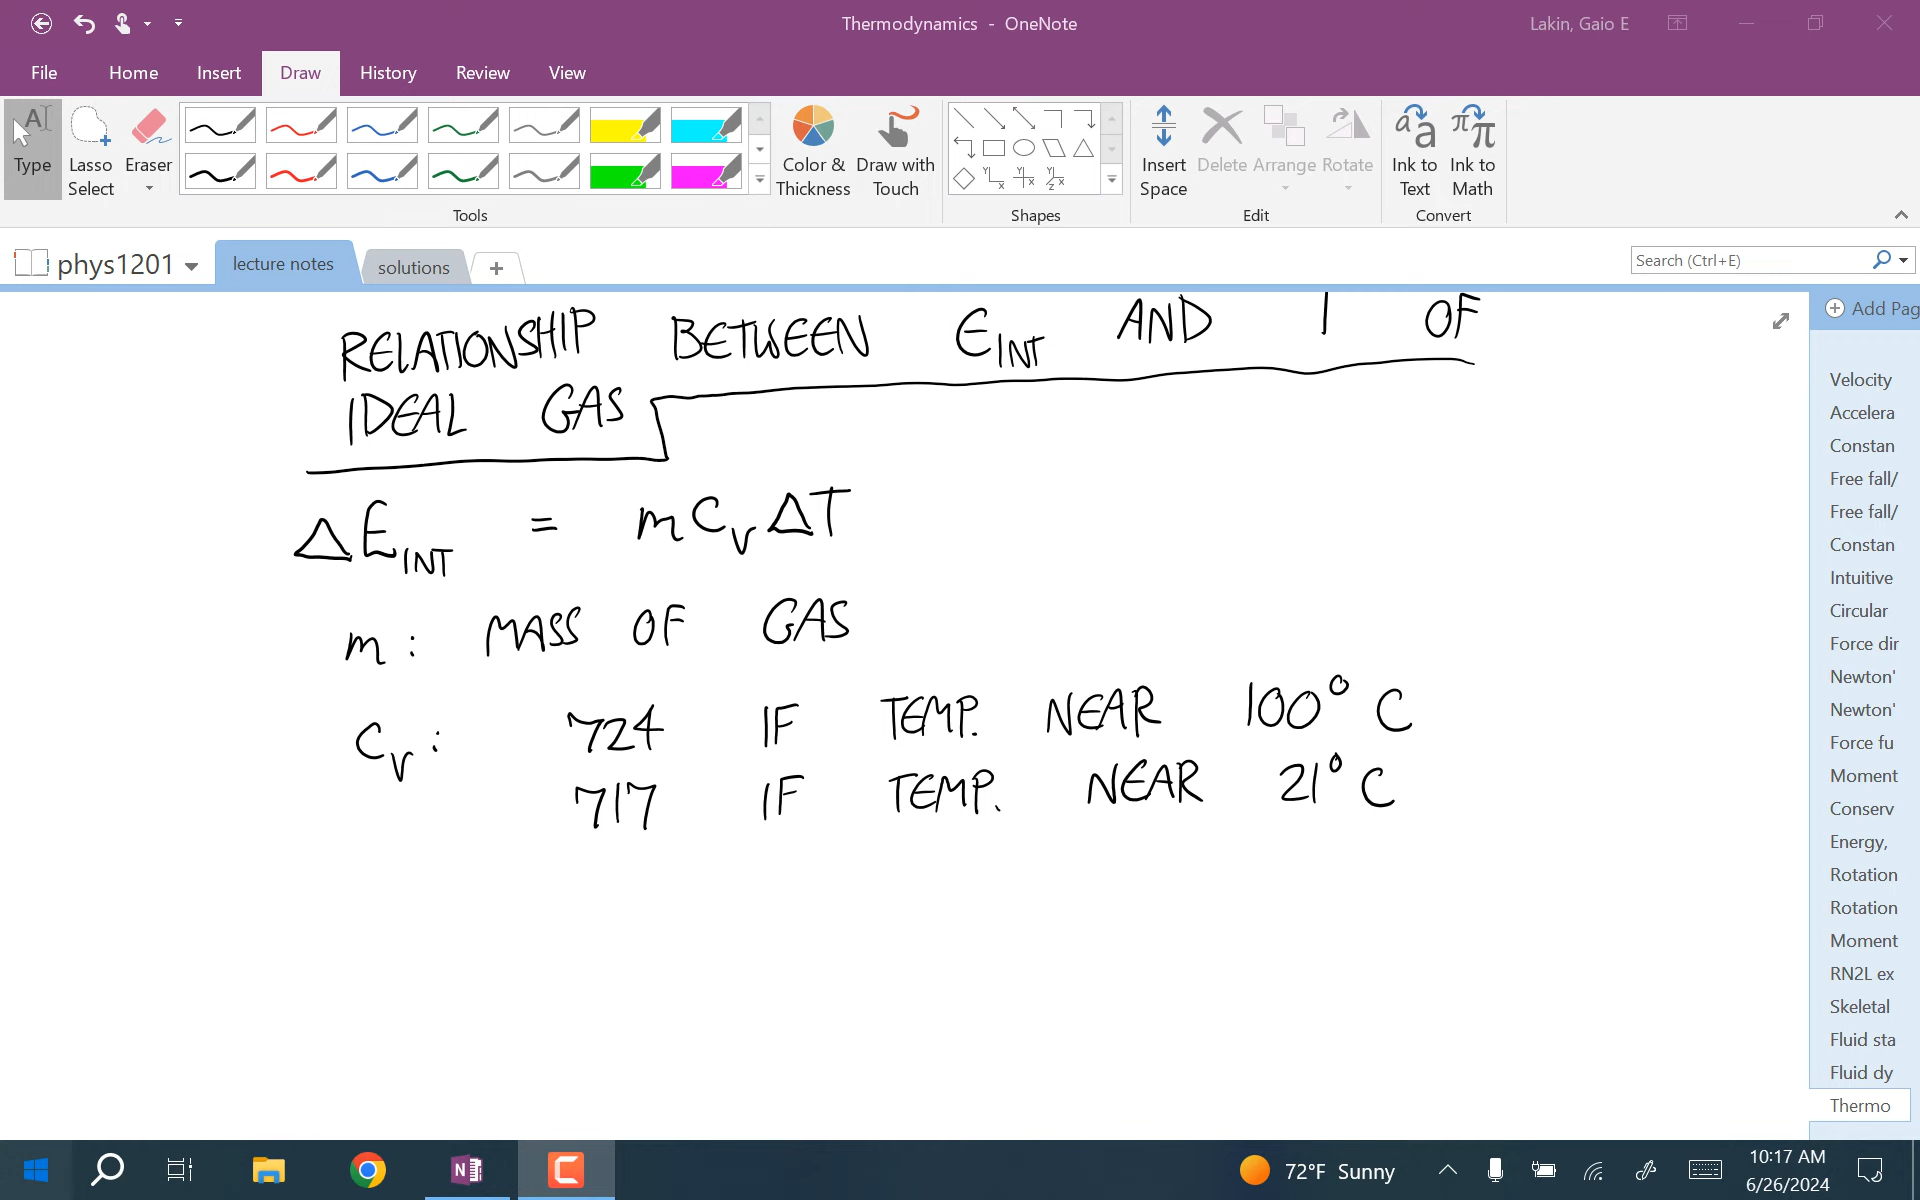 Thermodynamics - OneNote
Lakin, Gaio E
File Home Insert Draw History Review View
Type
Lasso Select
Eraser
Color & Thickness
Draw with Touch
Insert Space
Delete
Arrange
Rotate
Ink to Text
Ink to Math
Tools
Shapes
Edit
Convert
phys1201
lecture notes
solutions
Search (Ctrl+E)
RELATIONSHIP BETWEEN EINT AND T OF
IDEAL GAS
ΔEINT = mCvΔT
m: MASS OF GAS
Cv: 724 IF TEMP. NEAR 100° C
717 IF TEMP. NEAR 21° C
Add Pag
Velocity
Accelera
Constan
Free fall/
Free fall/
Constan
Intuitive
Circular
Force dir
Newton'
Newton'
Force fu
Moment
Conserv
Energy,
Rotation
Rotation
Moment
RN2L ex
Skeletal
Fluid sta
Fluid dy
Thermo
72°F Sunny
10:17 AM
6/26/2024